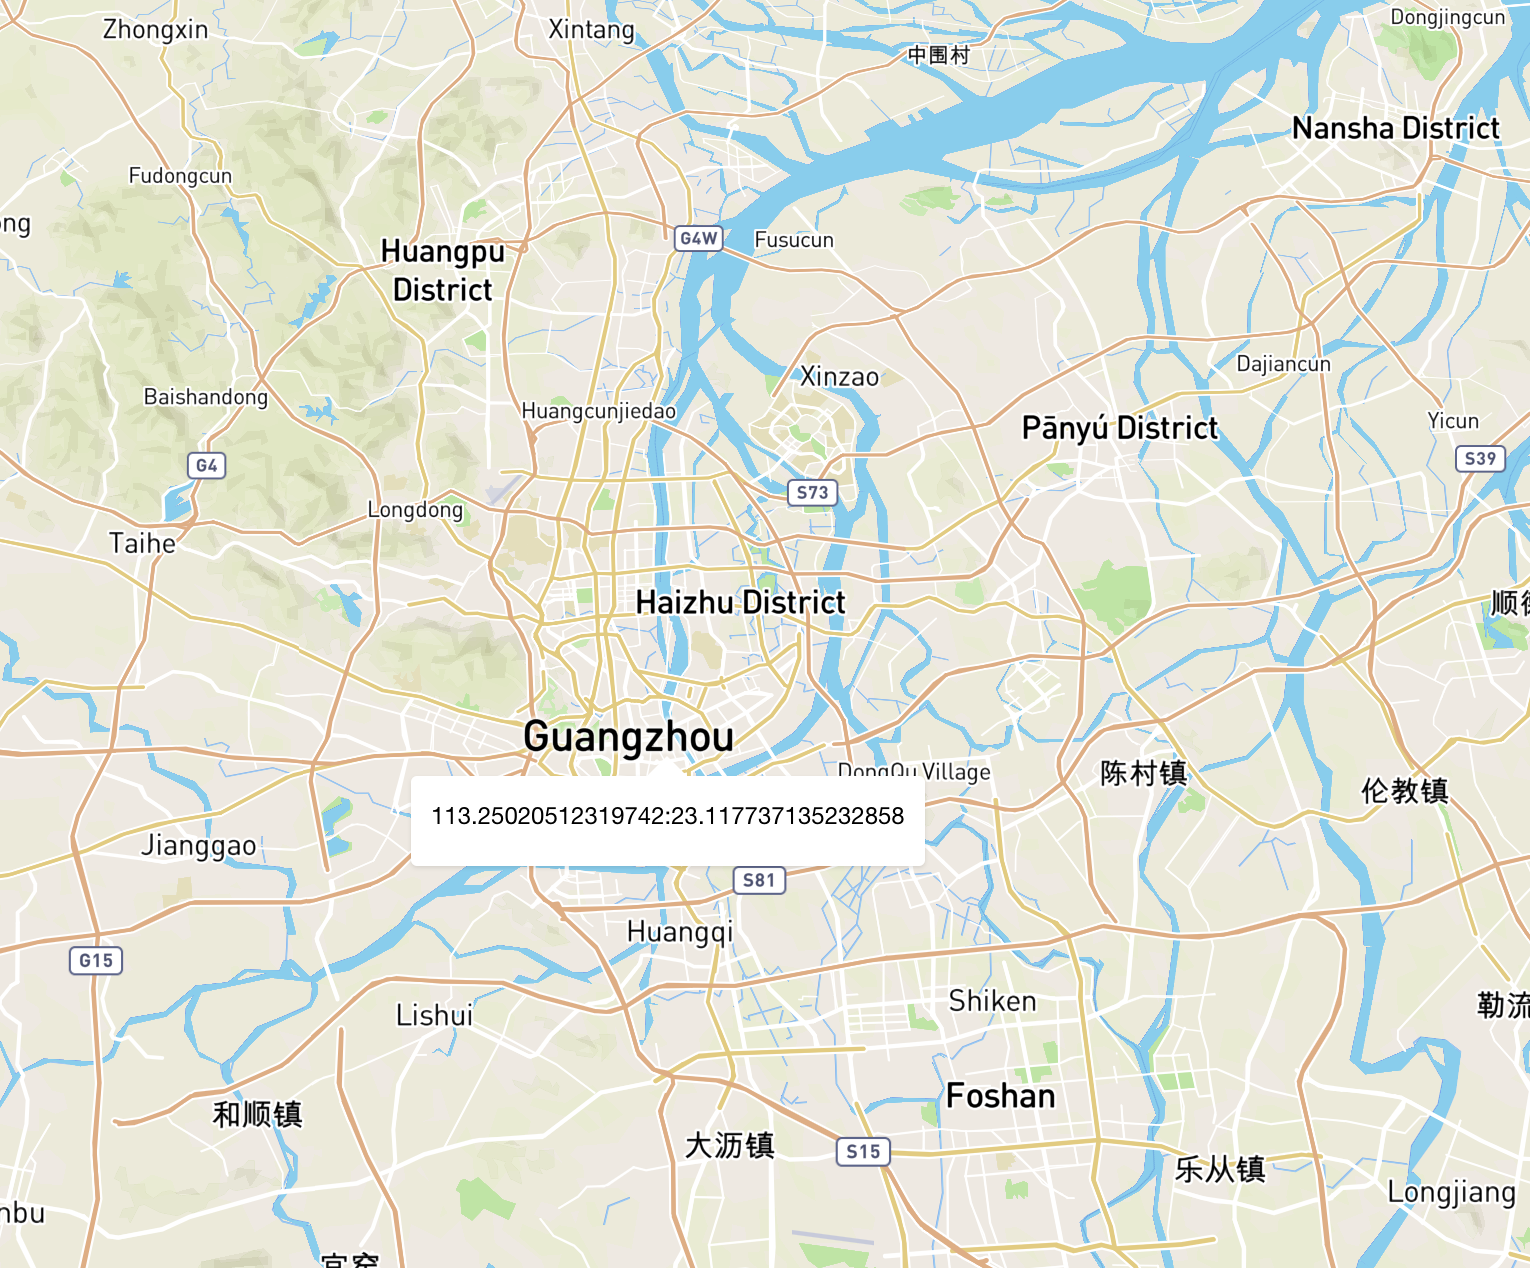 Zhongxin
Xintang
Dongjingcun
中围村
Nansha District
Fudongcun
ong
Huangpu
District
G4W
Fusucun
Baishandong
Huangcunjiedao
Xinzao
Dajiancun
Pānyú District
Yicun
G4
S39
S73
Longdong
Taihe
Haizhu District
顺德
Guangzhou
DongQu Village
陈村镇
伦教镇
113.25020512319742:23.117737135232858
Jianggao
S81
Huangqi
G15
Lishui
Shiken
勒流
Foshan
和顺镇
大沥镇
S15
乐从镇
Longjiang
nbu
官窑